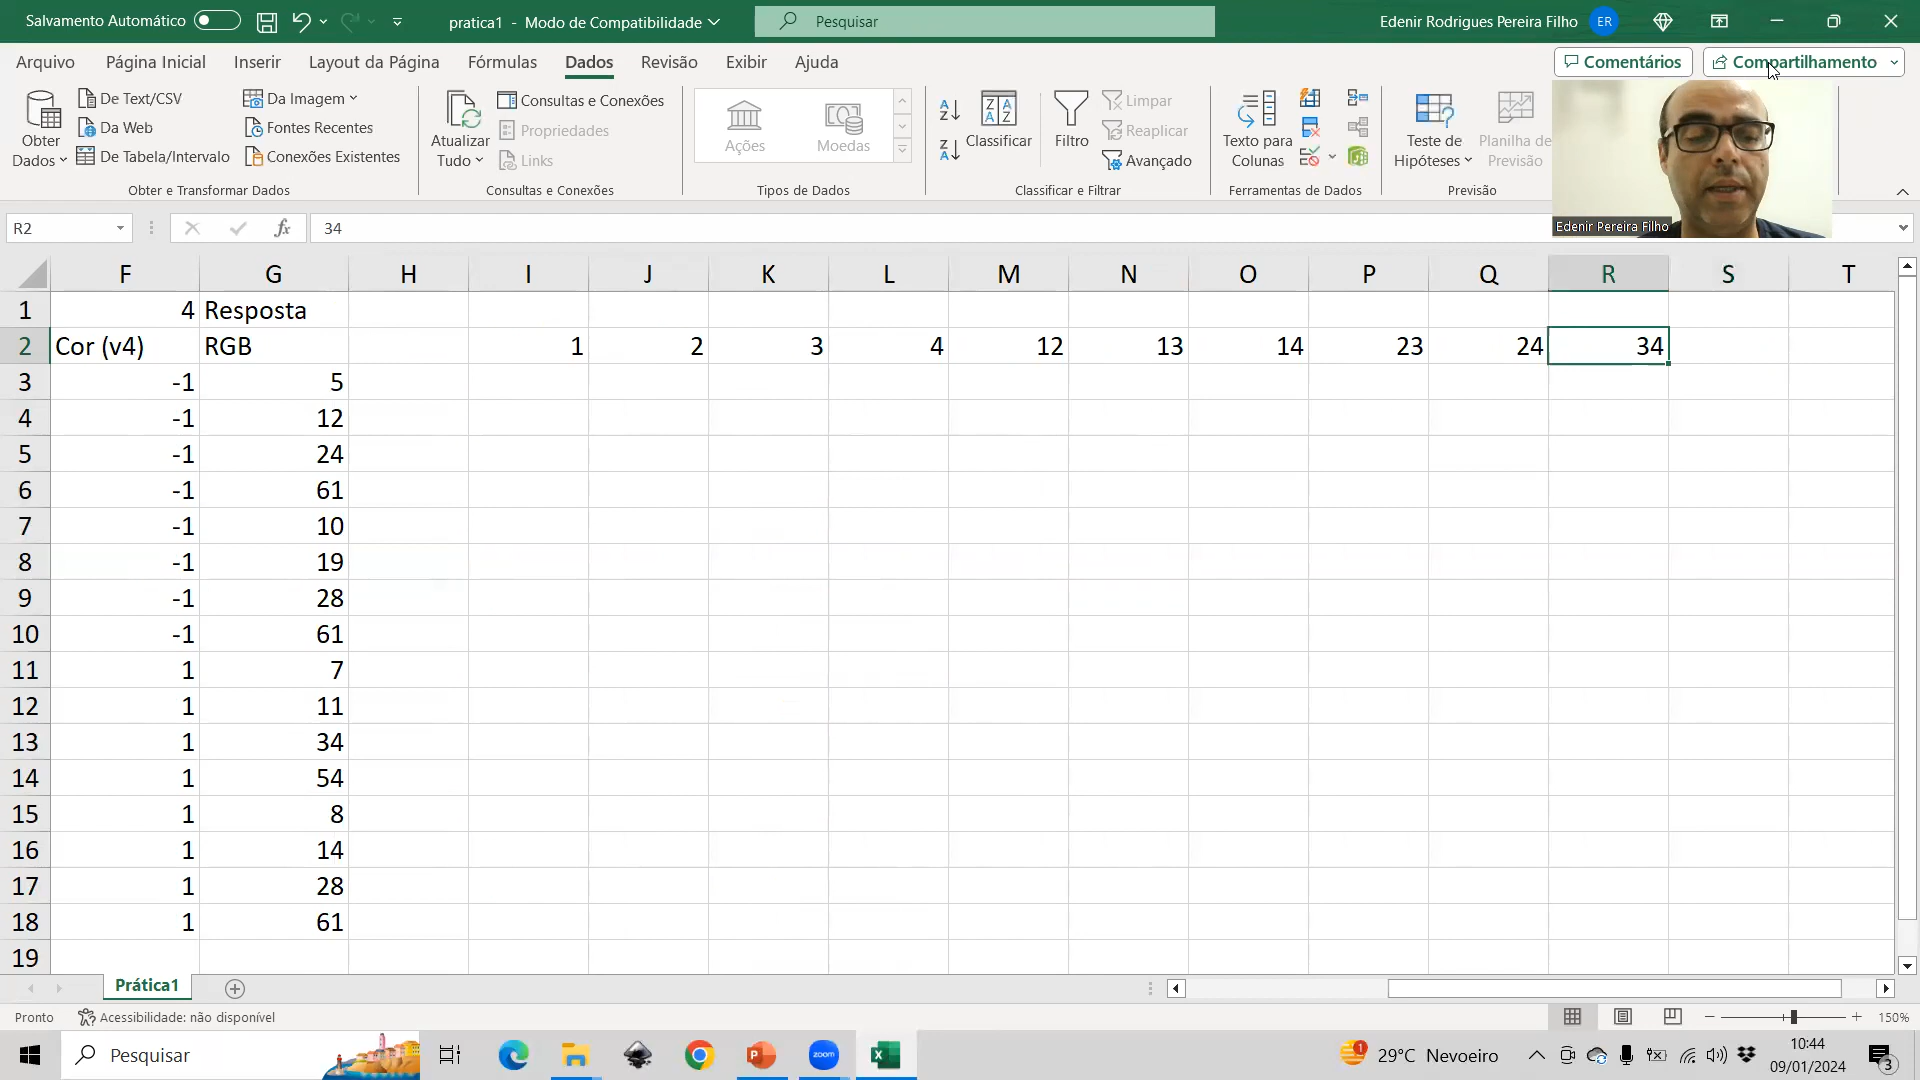 Salvamento Automático
pratica1 - Modo de Compatibilidade
Pesquisar
Edenir Rodrigues Pereira Filho ER
Arquivo Página Inicial Inserir Layout da Página Fórmulas Dados Revisão Exibir Ajuda
Comentários Compartilhamento
Obter Dados
De Text/CSV
Da Web
De Tabela/Intervalo
Da Imagem
Fontes Recentes
Conexões Existentes
Obter e Transformar Dados
Atualizar Tudo
Consultas e Conexões
Propriedades
Links
Consultas e Conexões
Ações Moedas
Tipos de Dados
Classificar
Filtro
Limpar
Reaplicar
Avançado
Classificar e Filtrar
Texto para Colunas
Ferramentas de Dados
Teste de Hipóteses
Planilha de Previsão
Previsão
Edenir Pereira Filho
R2 fx 34
F G H I J K L M N O P Q R S T
1 4 Resposta
2 Cor (v4) RGB 1 2 3 4 12 13 14 23 24 34
3 -1 5
4 -1 12
5 -1 24
6 -1 61
7 -1 10
8 -1 19
9 -1 28
10 -1 61
11 1 7
12 1 11
13 1 34
14 1 54
15 1 8
16 1 14
17 1 28
18 1 61
19
Prática1
Pronto Acessibilidade: não disponível 150%
Pesquisar
zoom
29°C Nevoeiro
10:44
09/01/2024
3